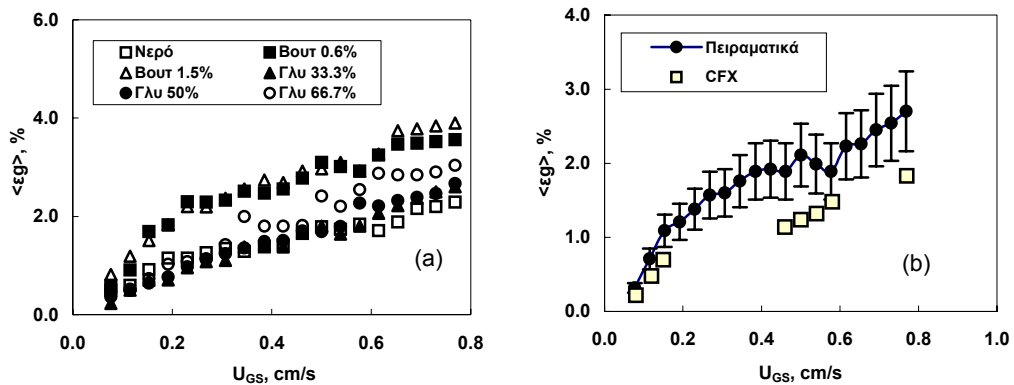 6.0
4.0
2.0
0.0
<εg>, %
Νερό
Βουτ 0.6%
Βουτ 1.5%
Γλυ 33.3%
Γλυ 50%
Γλυ 66.7%
(a)
0.0 0.2 0.4 0.6 0.8
UGS, cm/s
4.0
3.0
2.0
1.0
0.0
<εg>, %
Πειραματικά
CFX
(b)
0.0 0.2 0.4 0.6 0.8 1.0
UGS, cm/s